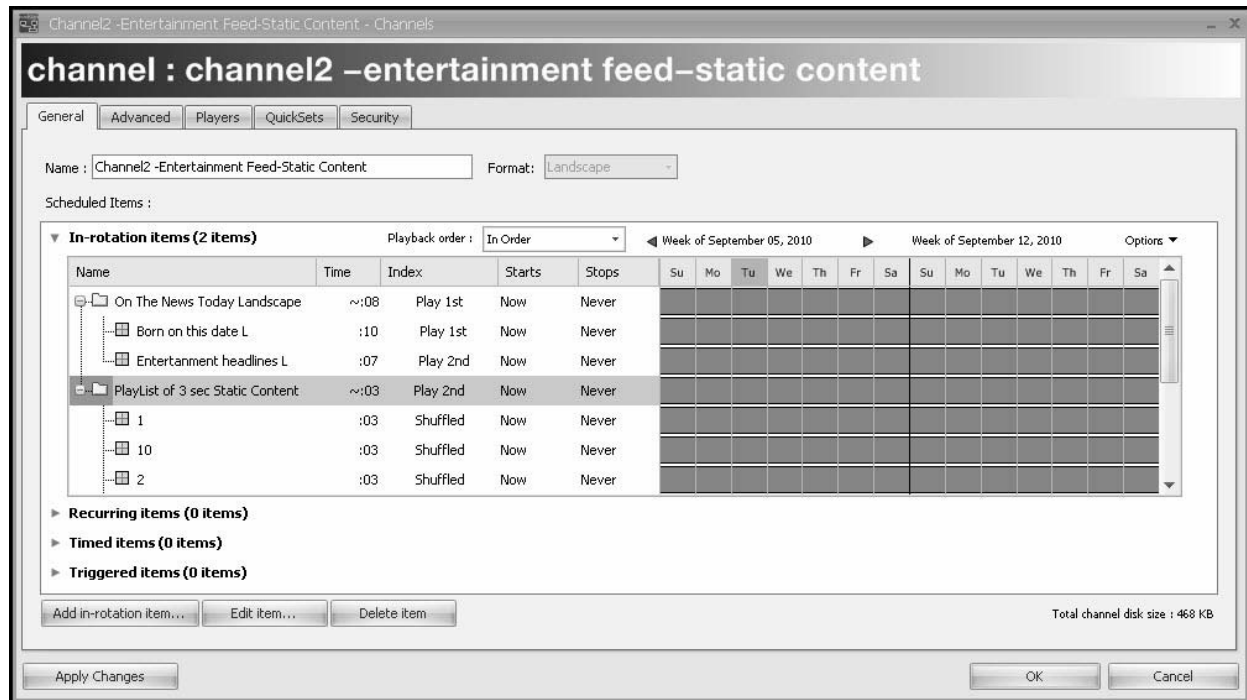 Channel2 -Entertainment Feed-Static Content - Channels
channel : channel2 –entertainment feed–static content
General Advanced Players QuickSets Security
Name : Channel2 -Entertainment Feed-Static Content Format: Landscape
Scheduled Items :
In-rotation items (2 items) Playback order : In Order Week of September 05, 2010 Week of September 12, 2010 Options
Name Time Index Starts Stops Su Mo Tu We Th Fr Sa Su Mo Tu We Th Fr Sa
On The News Today Landscape ~:08 Play 1st Now Never
Born on this date L :10 Play 1st Now Never
Entertanment headlines L :07 Play 2nd Now Never
PlayList of 3 sec Static Content ~:03 Play 2nd Now Never
1 :03 Shuffled Now Never
10 :03 Shuffled Now Never
2 :03 Shuffled Now Never
Recurring items (0 items)
Timed items (0 items)
Triggered items (0 items)
Add in-rotation item... Edit item... Delete item Total channel disk size : 468 KB
Apply Changes OK Cancel